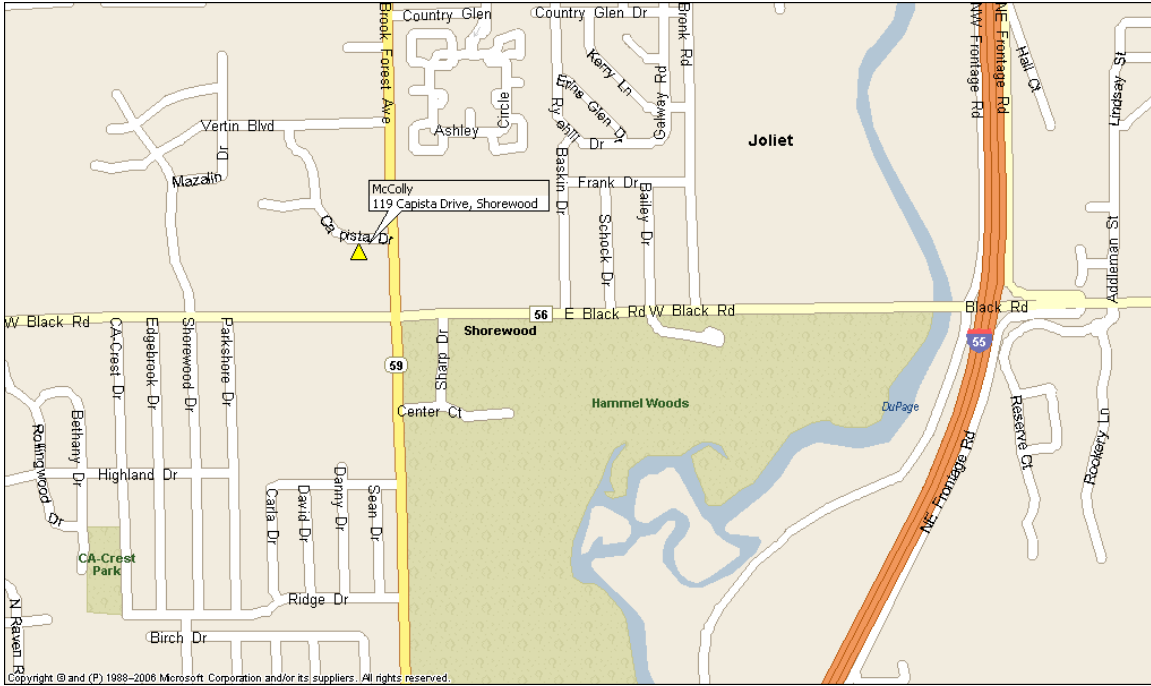 Country Glen
Country Glen Dr
Brook Forest Ave
Bronk Rd
NW Frontage Rd
NE Frontage Rd
Hall Ct
Lindsay St
Kerry Ln
Erins Glen Dr
Galway Rd
Circle
Ashley
Ryehill Dr
Vertin Blvd
Joliet
Mazalin Dr
Baskin Dr
Frank Dr
Bailey Dr
Schock Dr
McColly
119 Capista Drive, Shorewood
Capista Dr
Addleman St
W Black Rd
56
E Black Rd
W Black Rd
Black Rd
Shorewood
55
59
CA-Crest Dr
Edgebrook Dr
Shorewood Dr
Parkshore Dr
Sharp Dr
Center Ct
Hammel Woods
DuPage
Reserve Ct
Rookery Ln
NE Frontage Rd
Rollingwood Dr
Bethany Dr
Highland Dr
Carla Dr
David Dr
Danny Dr
Sean Dr
CA-Crest
Park
Ridge Dr
Birch Dr
N Raven R
Copyright © and (P) 1988–2006 Microsoft Corporation and/or its suppliers. All rights reserved.